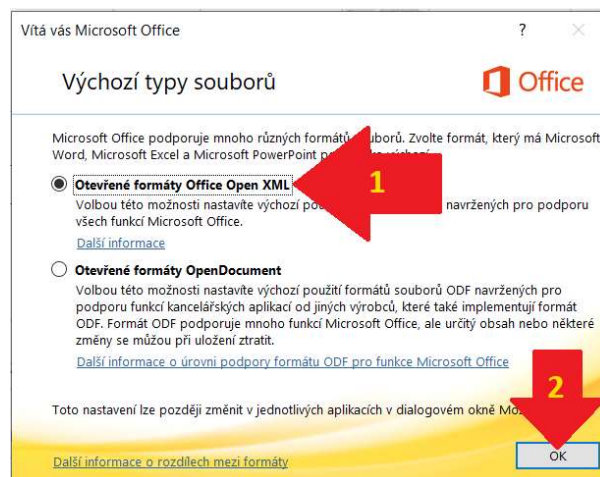 Vítá vás Microsoft Office
?
Výchozí typy souborů
Office
Microsoft Office podporuje mnoho různých formátů souborů. Zvolte formát, který má Microsoft
Word, Microsoft Excel a Microsoft PowerPoint
Otevřené formáty Office Open XML
1
Volbou této možnosti nastavíte výchozí navržených pro podporu
všech funkcí Microsoft Office.
Další informace
Otevřené formáty OpenDocument
Volbou této možnosti nastavíte výchozí použití formátů souborů ODF navržených pro
podporu funkcí kancelářských aplikací od jiných výrobců, které také implementují formát
ODF. Formát ODF podporuje mnoho funkcí Microsoft Office, ale určitý obsah nebo některé
změny se můžou při uložení ztratit.
Další informace o úrovni podpory formátu ODF pro funkce Microsoft Office
2
Toto nastavení lze později změnit v jednotlivých aplikacích v dialogovém okně
Další informace o rozdílech mezi formáty
OK